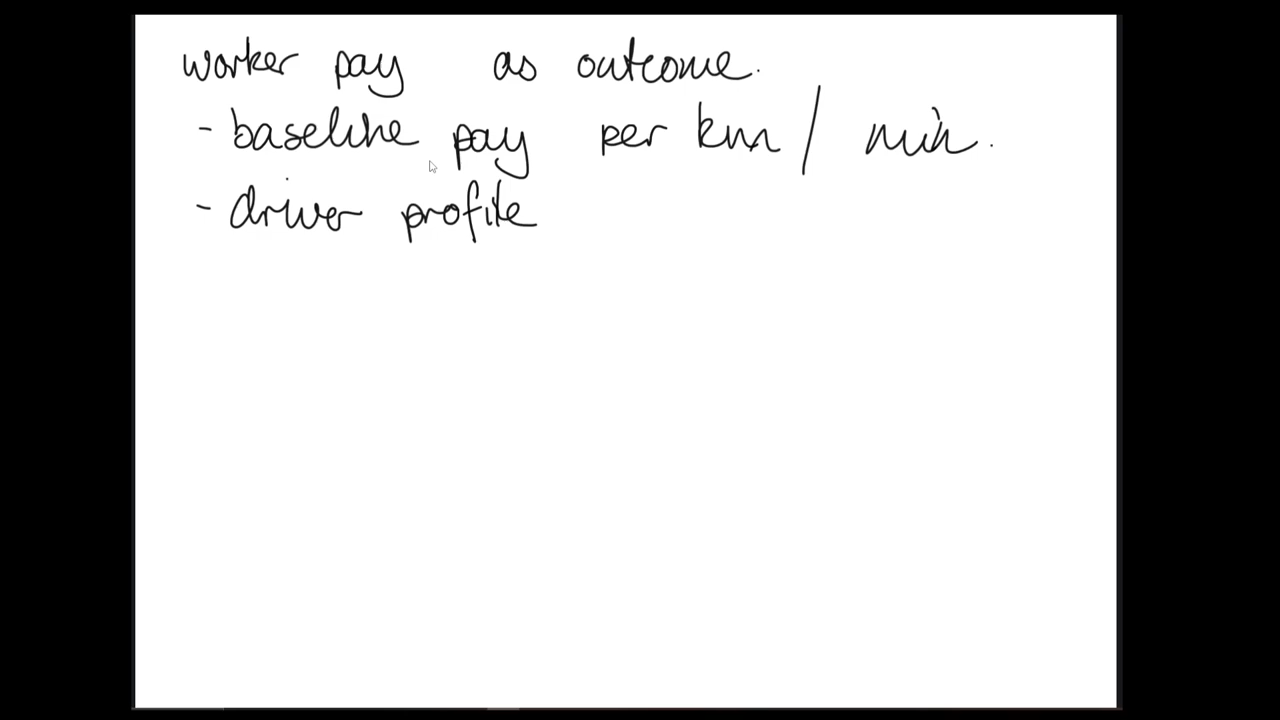 worker pay as outcome.
- baseline pay per km / min.
- driver profile